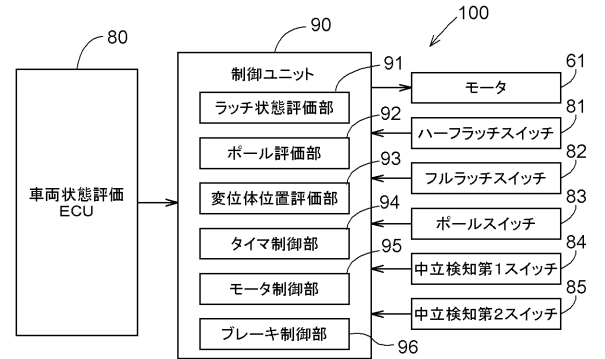 100
80
90
61
81
82
83
84
85
91
92
93
94
95
96
車両状態評価
ECU
制御ユニット
ラッチ状態評価部
ポール評価部
変位体位置評価部
タイマ制御部
モータ制御部
ブレーキ制御部
モータ
ハーフラッチスイッチ
フルラッチスイッチ
ポールスイッチ
中立検知第1スイッチ
中立検知第2スイッチ